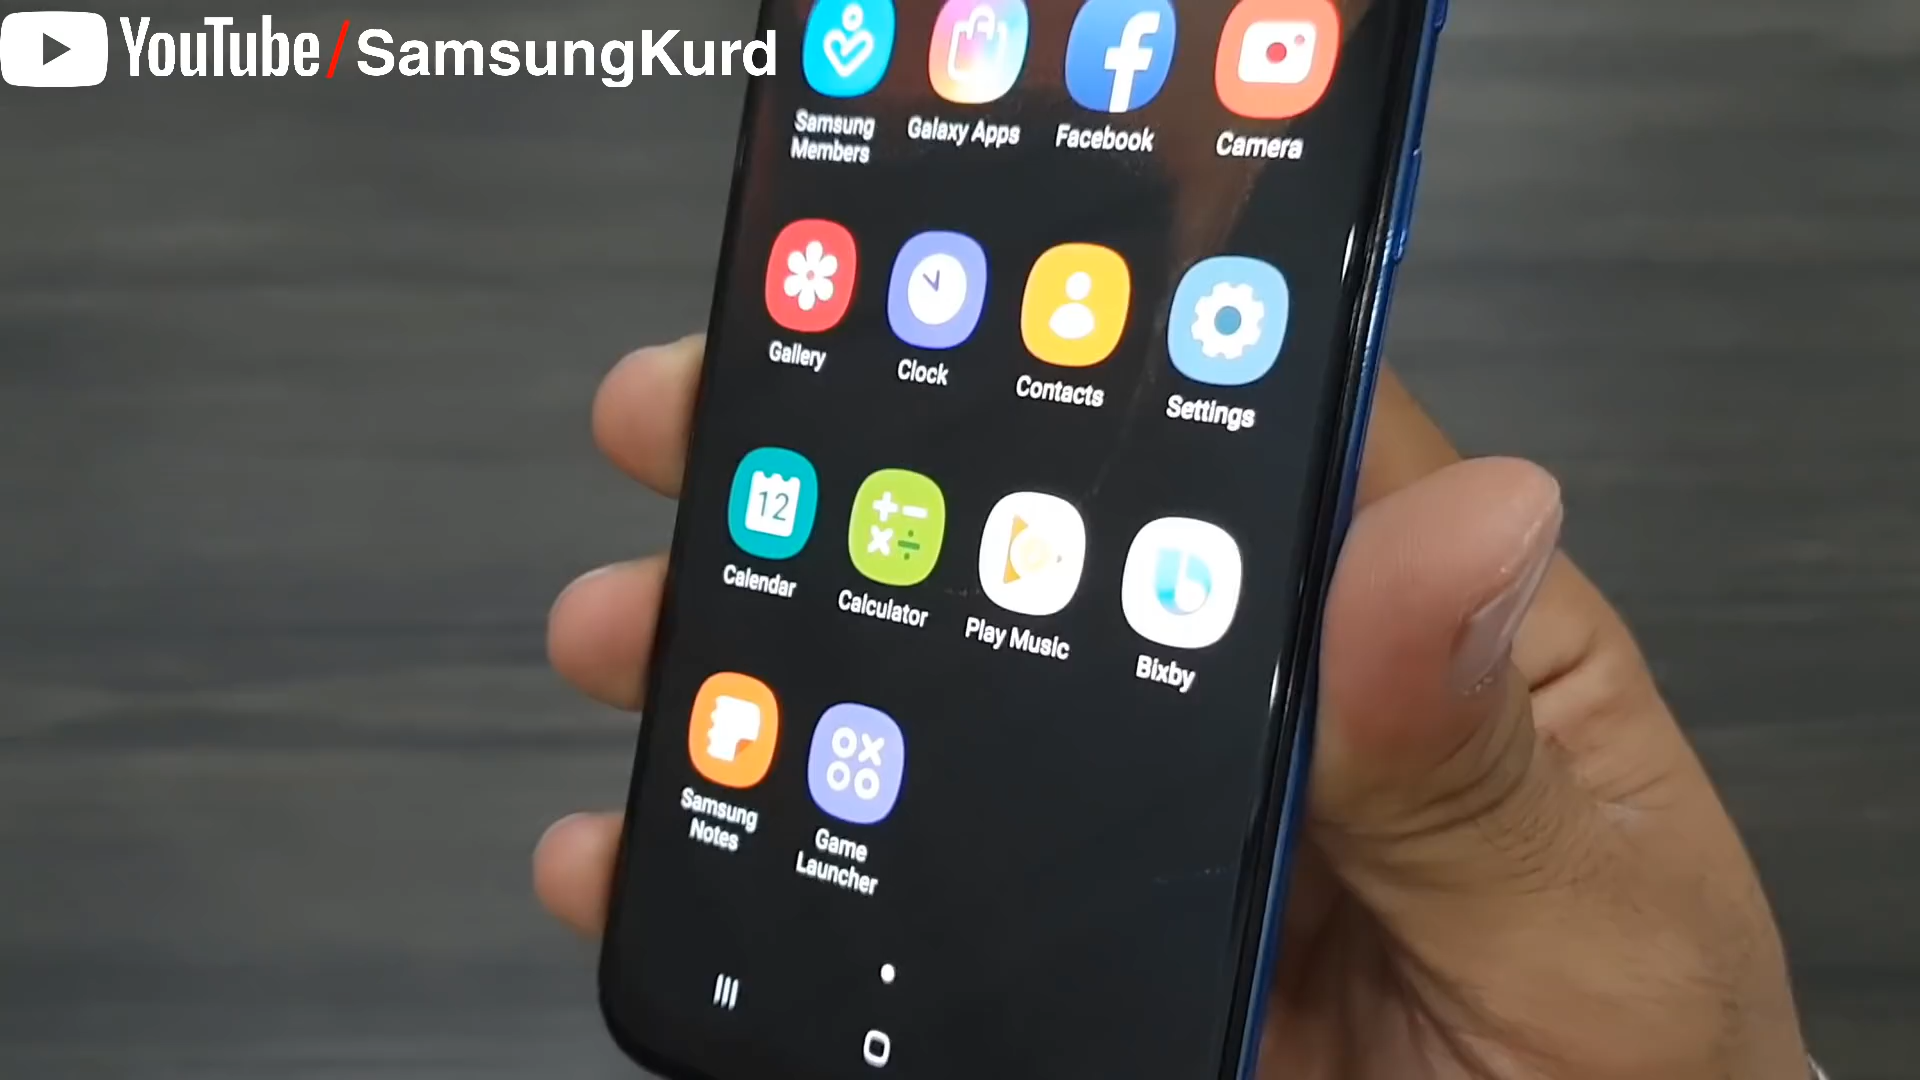 YouTube/SamsungKurd
Samsung
Members
Galaxy Apps
Facebook
Camera
Gallery
Clock
Contacts
Settings
12
Calendar
Calculator
Play Music
Bixby
Samsung
Notes
Game
Launcher